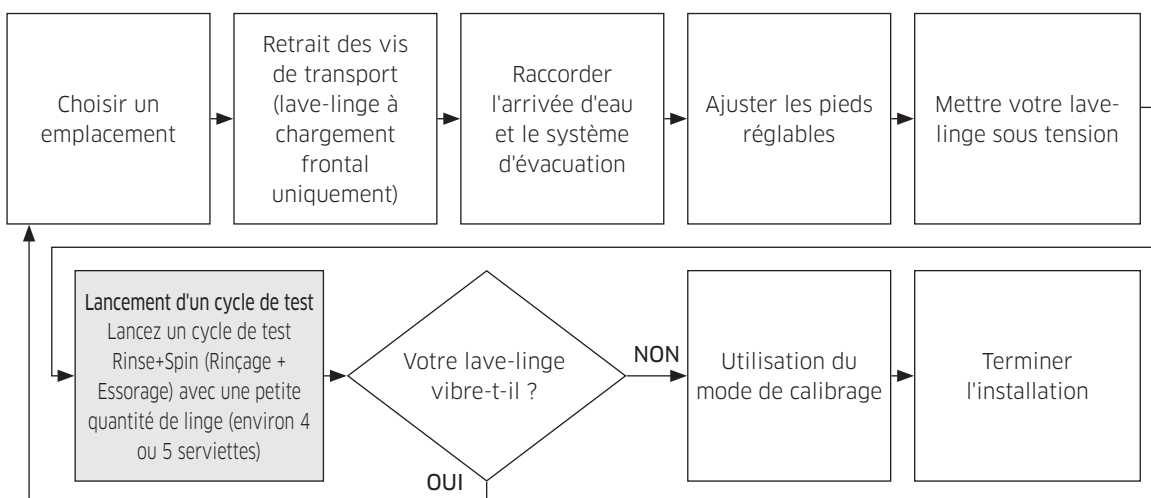 Choisir un
emplacement
Retrait des vis
de transport
(lave-linge à
chargement
frontal
uniquement)
Raccorder
l'arrivée d'eau
et le système
d'évacuation
Ajuster les pieds
réglables
Mettre votre lave-
linge sous tension
Lancement d'un cycle de test
Lancez un cycle de test
Rinse+Spin (Rinçage +
Essorage) avec une petite
quantité de linge (environ 4
ou 5 serviettes)
Votre lave-linge
vibre-t-il ?
NON
OUI
Utilisation du
mode de calibrage
Terminer
l'installation